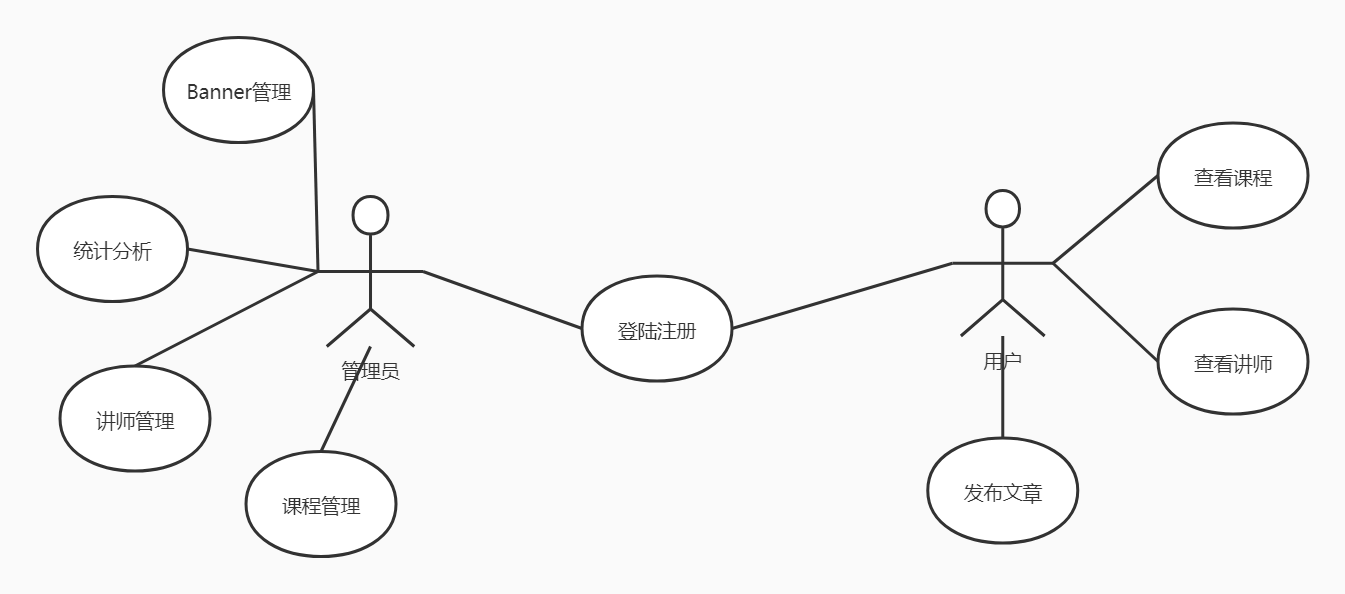 Banner管理
查看课程
统计分析
登陆注册
管理员
用户
查看讲师
讲师管理
课程管理
发布文章